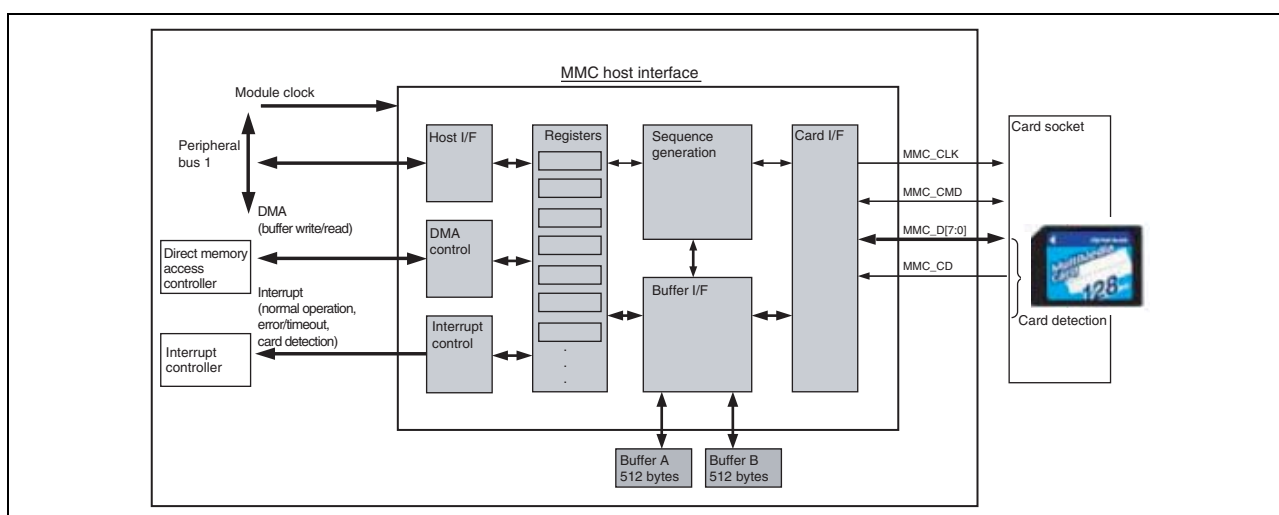 MMC host interface
Module clock
Peripheral
bus 1
Host I/F
Registers
Sequence
generation
Card I/F
Card socket
MMC_CLK
MMC_CMD
MMC_D[7:0]
MMC_CD
DMA
(buffer write/read)
DMA
control
Direct memory
access
controller
Buffer I/F
MultiMedia
Card
128
Card detection
Interrupt
(normal operation,
error/timeout,
card detection)
Interrupt
control
Interrupt
controller
Buffer A
512 bytes
Buffer B
512 bytes